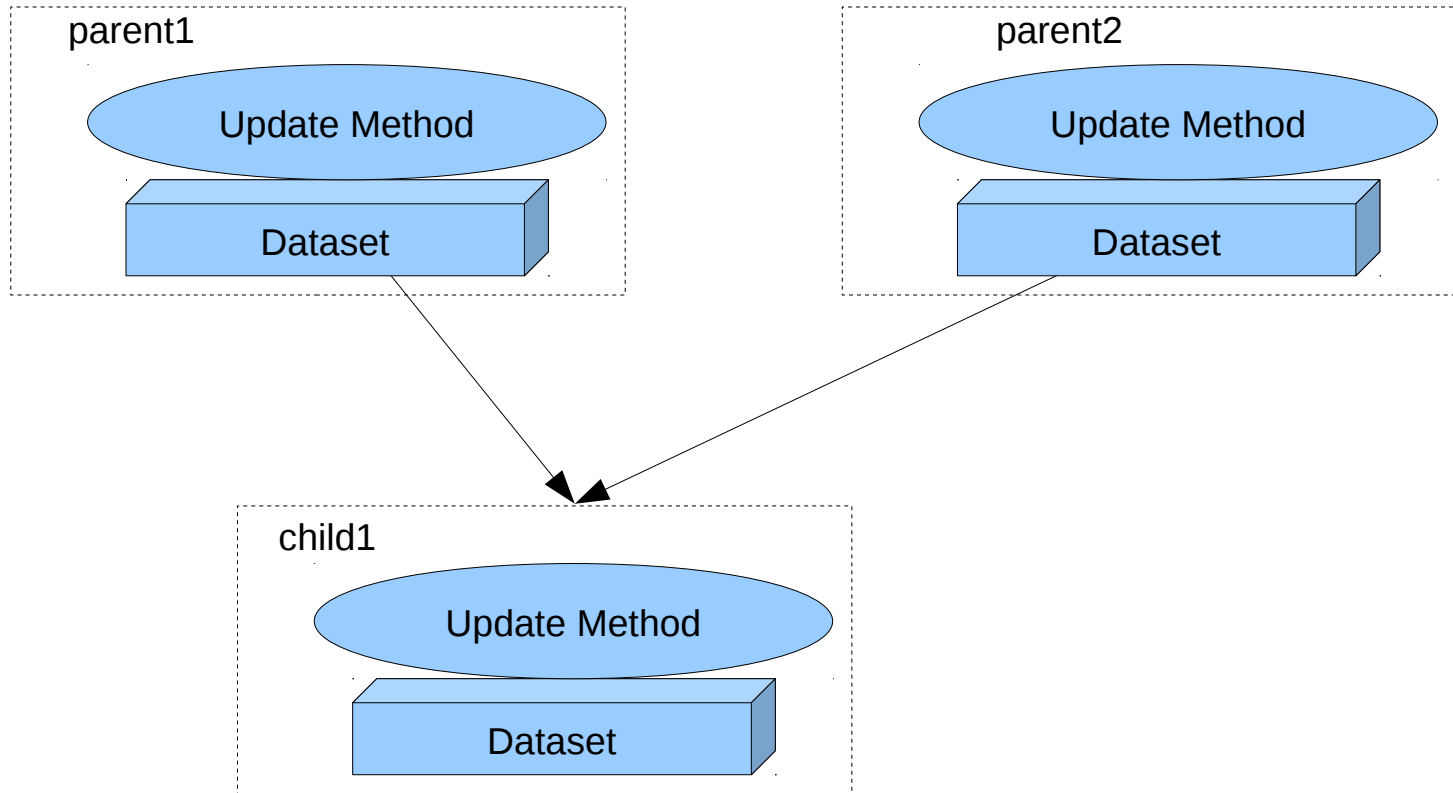 parent1
parent2
Update Method
Update Method
Dataset
Dataset
child1
Update Method
Dataset